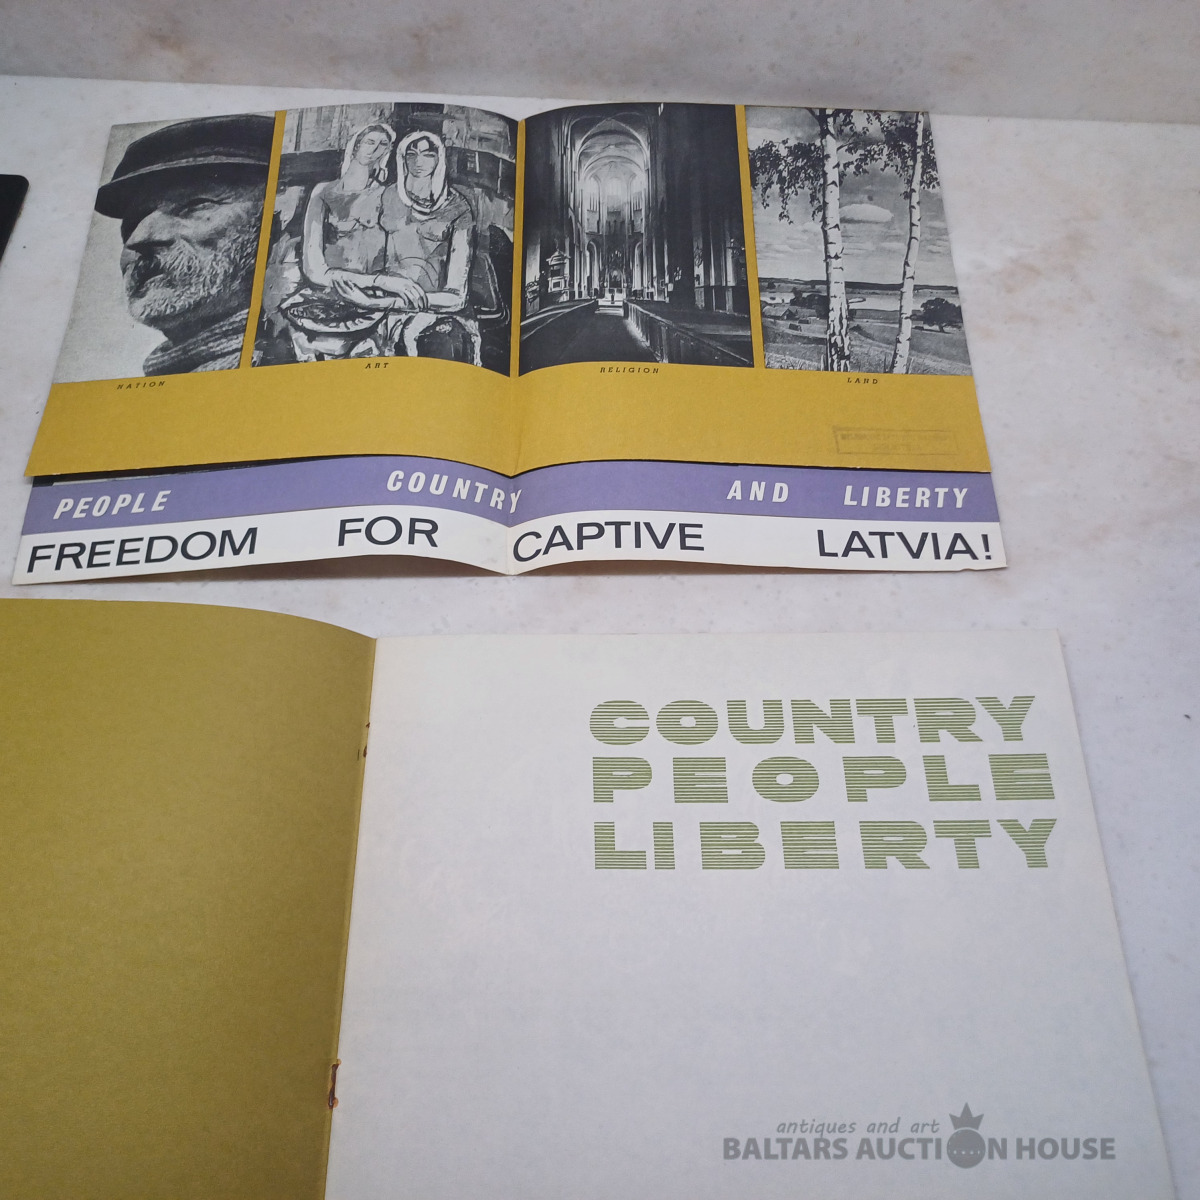 NATION
ART
RELIGION
LAND
PEOPLE COUNTRY AND LIBERTY
FREEDOM FOR CAPTIVE LATVIA!
COUNTRY
PEOPLE
LIBERTY
antiques and art
BALTARS AUCTION HOUSE